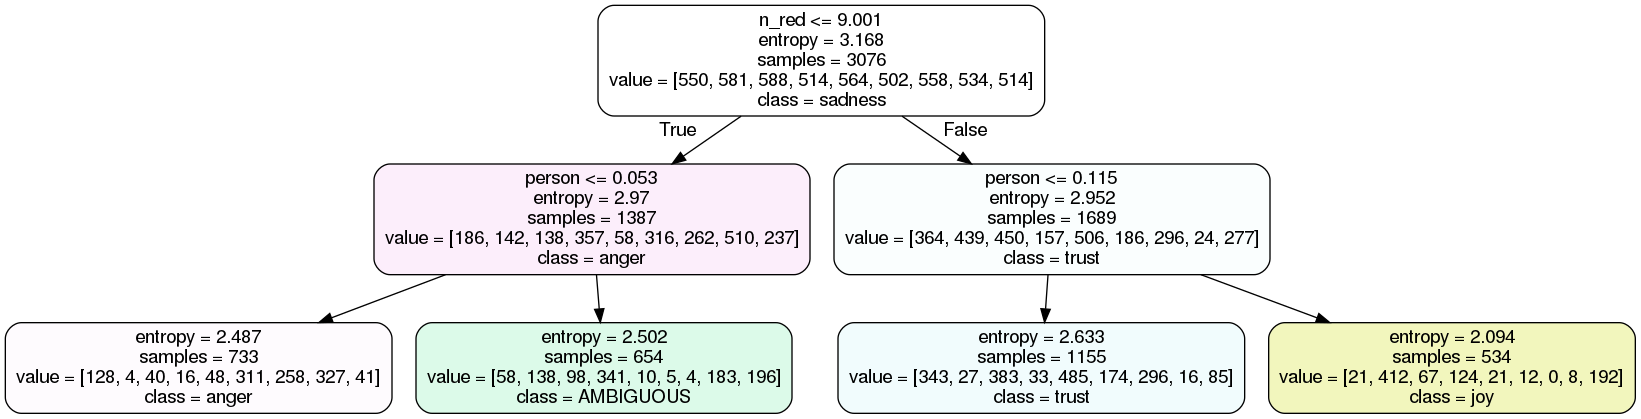 n_red <= 9.001
entropy = 3.168
samples = 3076
value = [550, 581, 588, 514, 564, 502, 558, 534, 514]
class = sadness
True
False
person <= 0.053
entropy = 2.97
samples = 1387
value = [186, 142, 138, 357, 58, 316, 262, 510, 237]
class = anger
person <= 0.115
entropy = 2.952
samples = 1689
value = [364, 439, 450, 157, 506, 186, 296, 24, 277]
class = trust
entropy = 2.487
samples = 733
value = [128, 4, 40, 16, 48, 311, 258, 327, 41]
class = anger
entropy = 2.502
samples = 654
value = [58, 138, 98, 341, 10, 5, 4, 183, 196]
class = AMBIGUOUS
entropy = 2.633
samples = 1155
value = [343, 27, 383, 33, 485, 174, 296, 16, 85]
class = trust
entropy = 2.094
samples = 534
value = [21, 412, 67, 124, 21, 12, 0, 8, 192]
class = joy